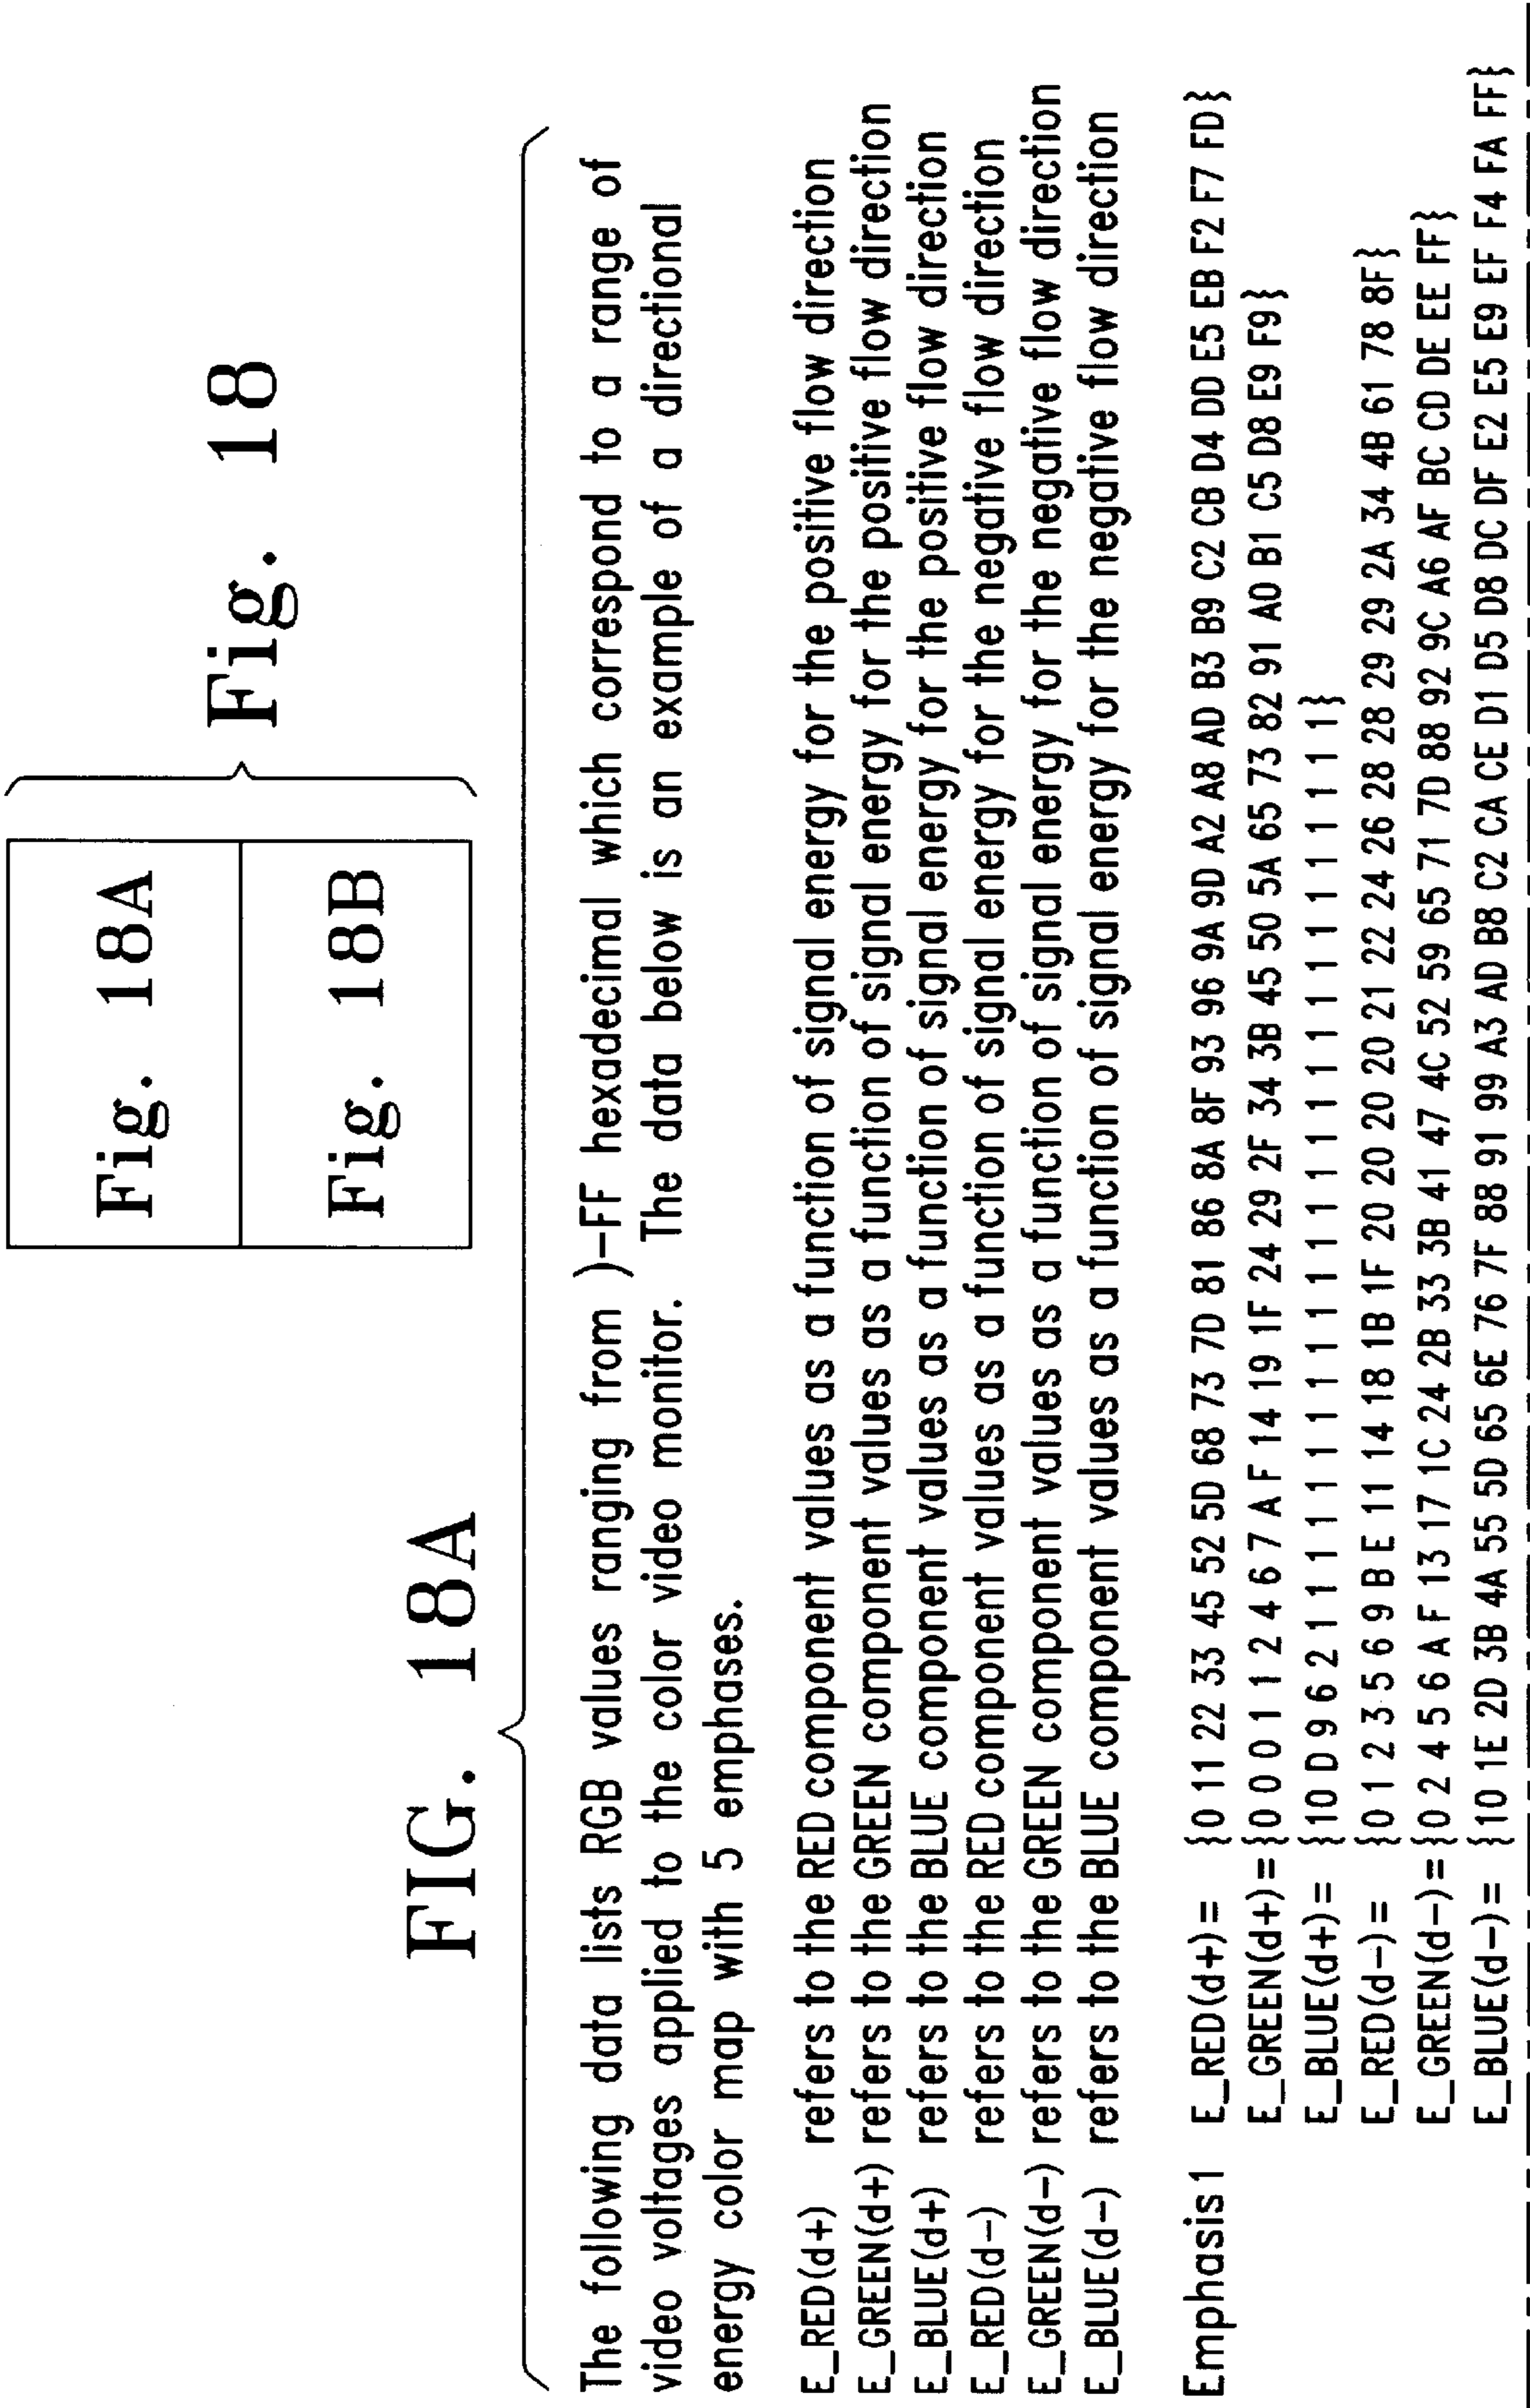 Fig. 18A
Fig. 18B
Fig. 18
FIG. 18A
The following data lists RGB values ranging from )–FF hexadecimal which correspond to a range of
video voltages applied to the color video monitor. The data below is an example of a directional
energy color map with 5 emphases.
E_RED(d+) refers to the RED component values as a function of signal energy for the positive flow direction
E_GREEN(d+) refers to the GREEN component values as a function of signal energy for the positive flow direction
E_BLUE(d+) refers to the BLUE component values as a function of signal energy for the positive flow direction
E_RED(d–) refers to the RED component values as a function of signal energy for the negative flow direction
E_GREEN(d–) refers to the GREEN component values as a function of signal energy for the negative flow direction
E_BLUE(d–) refers to the BLUE component values as a function of signal energy for the negative flow direction
Emphasis1 E_RED(d+)= }0 11 22 33 45 52 5D 68 73 7D 81 86 8A 8F 93 96 9A 9D A2 A8 AD B3 B9 C2 CB D4 DD E5 EB F2 F7 FD}
E_GREEN(d+)=}0 0 0 1 1 2 4 6 7 A F 14 19 1F 24 29 2F 34 3B 45 50 5A 65 73 82 91 A0 B1 C5 D8 E9 F9}
E_BLUE(d+)= }10 D 9 6 2 1 1 1 1 1 1 1 1 1 1 1 1 1 1 1 1 1 1 1 1 1 1 1 1 1 1 1}
E_RED(d–)= }0 1 2 3 5 6 9 B E 11 14 18 1B 1F 20 20 20 20 21 22 24 26 28 28 28 29 29 2A 34 4B 61 78 8F}
E_GREEN(d–)=}0 2 4 5 6 A F 13 17 1C 24 2B 33 3B 41 47 4C 52 59 65 71 7D 88 92 9C A6 AF BC CD DE EE FF}
E_BLUE(d–)= }10 1E 2D 3B 4A 55 5D 65 6E 76 7F 88 91 99 A3 AD B8 C2 CA CE D1 D5 D8 DC DF E2 E5 E9 EF F4 FA FF}